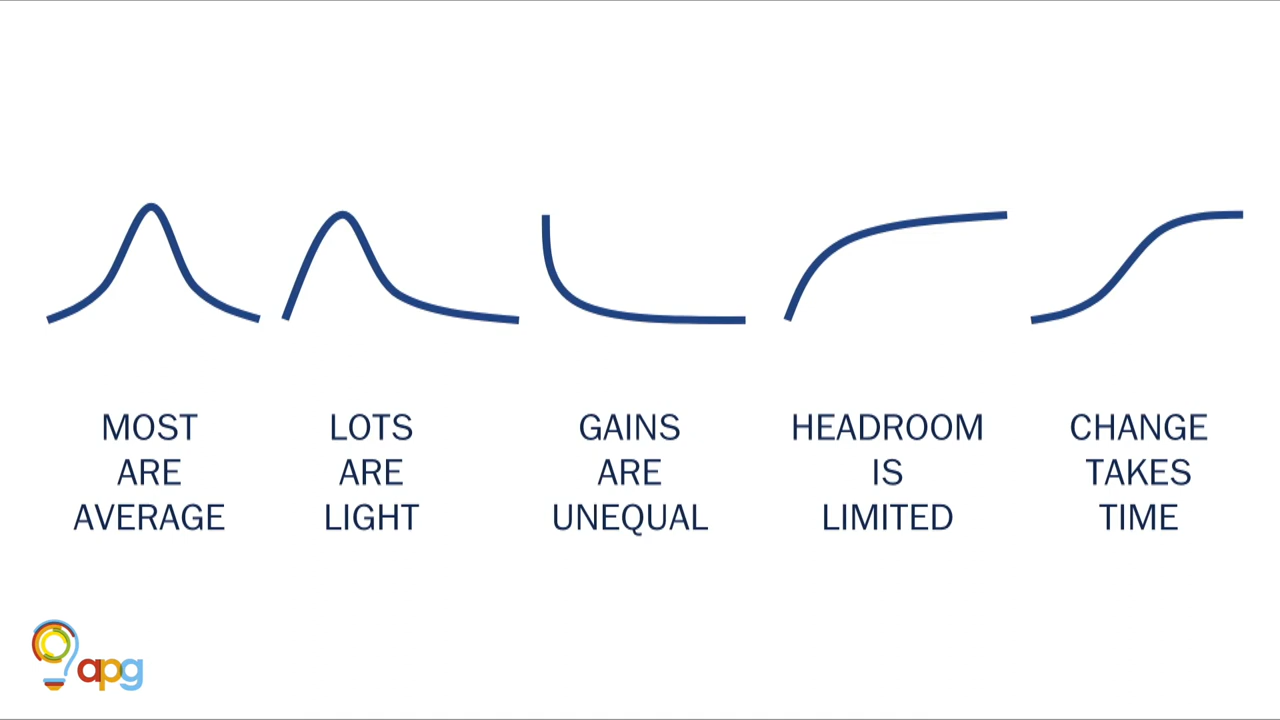 MOST
ARE
AVERAGE
LOTS
ARE
LIGHT
GAINS
ARE
UNEQUAL
HEADROOM
IS
LIMITED
CHANGE
TAKES
TIME
apg